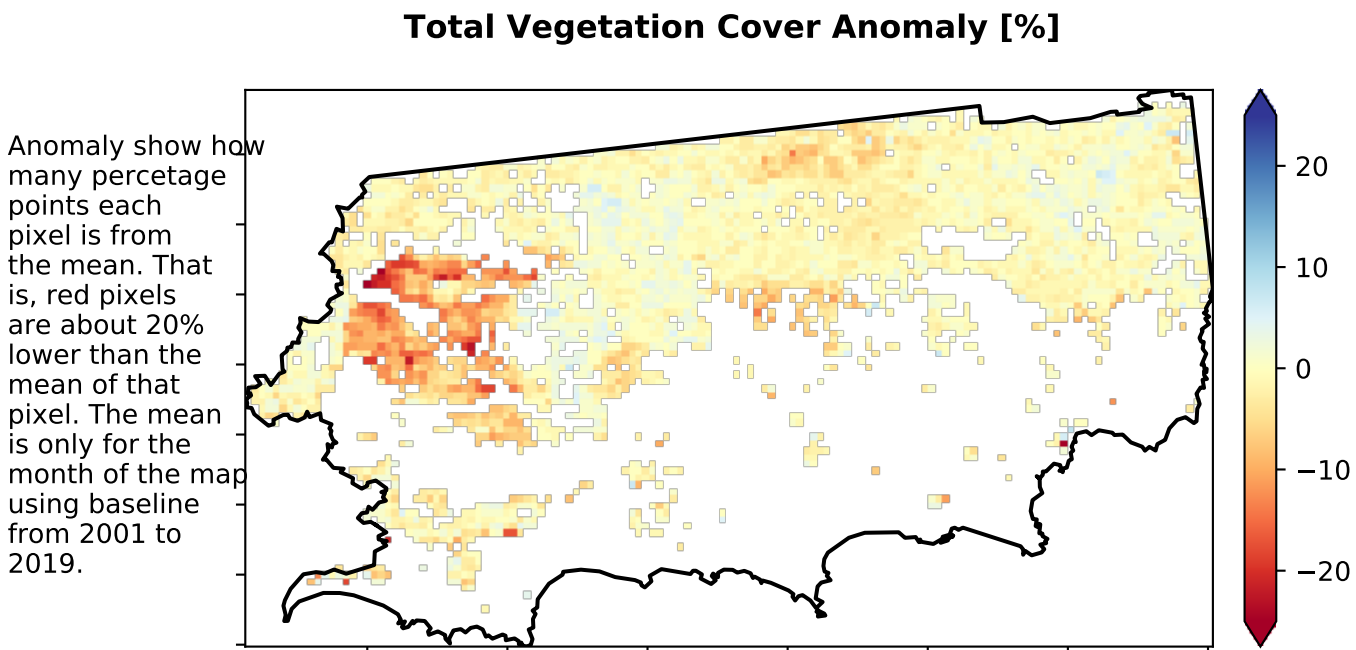 Total Vegetation Cover Anomaly [%]
Anomaly show how
many percetage
points each
pixel is from
the mean. That
is, red pixels
are about 20%
lower than the
mean of that
pixel. The mean
is only for the
month of the map
using baseline
from 2001 to
2019.
20
10
0
−10
−20